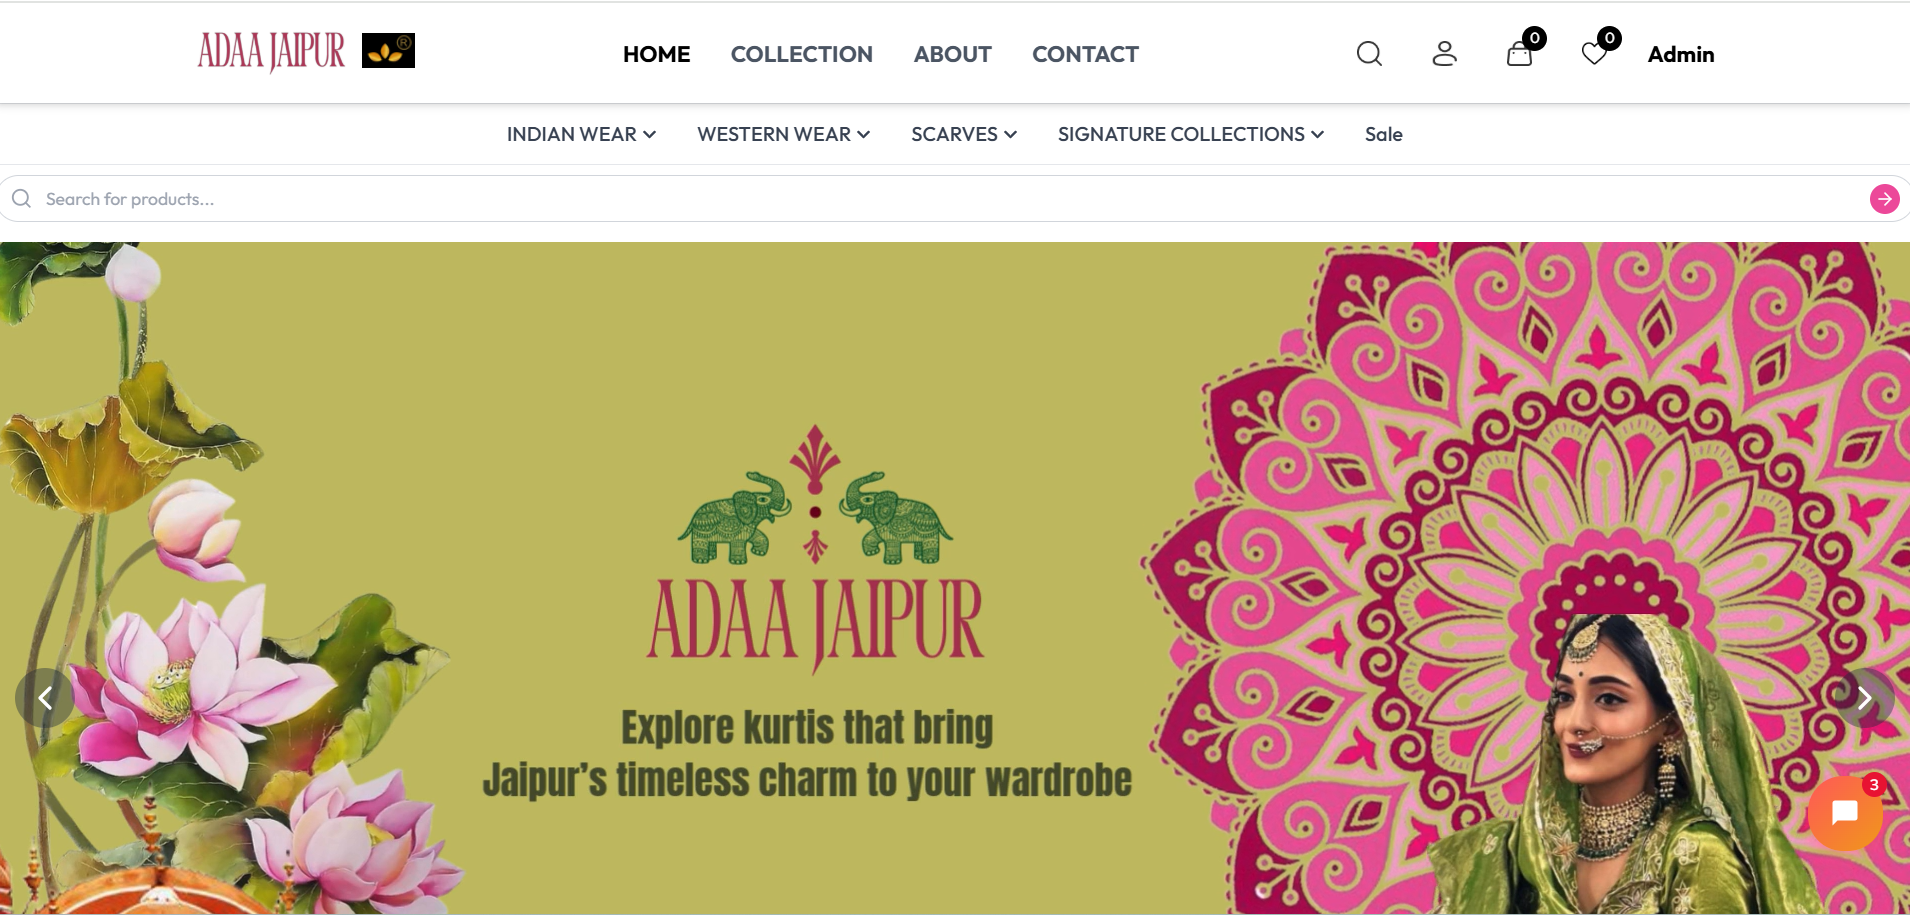 ADAA JAIPUR ®
HOME COLLECTION ABOUT CONTACT
0 0 Admin
INDIAN WEAR WESTERN WEAR SCARVES SIGNATURE COLLECTIONS Sale
Search for products...
ADAA JAIPUR
Explore kurtis that bring
Jaipur's timeless charm to your wardrobe
3